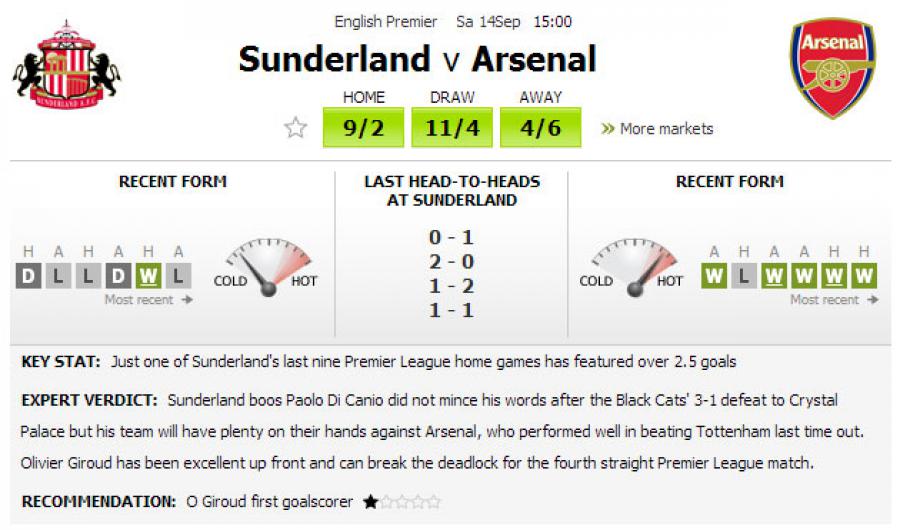 English Premier Sa 14Sep 15:00
Sunderland v Arsenal
SUNDERLAND A.F.C
Arsenal
HOME DRAW AWAY
9/2 11/4 4/6 » More markets
RECENT FORM
LAST HEAD-TO-HEADS
AT SUNDERLAND
RECENT FORM
H A H A H A
D L L D W L
Most recent
COLD HOT
0 - 1
2 - 0
1 - 2
1 - 1
COLD HOT
A H A A H H
W L W W W W
Most recent
KEY STAT: Just one of Sunderland's last nine Premier League home games has featured over 2.5 goals
EXPERT VERDICT: Sunderland boos Paolo Di Canio did not mince his words after the Black Cats' 3-1 defeat to Crystal
Palace but his team will have plenty on their hands against Arsenal, who performed well in beating Tottenham last time out.
Olivier Giroud has been excellent up front and can break the deadlock for the fourth straight Premier League match.
RECOMMENDATION: O Giroud first goalscorer